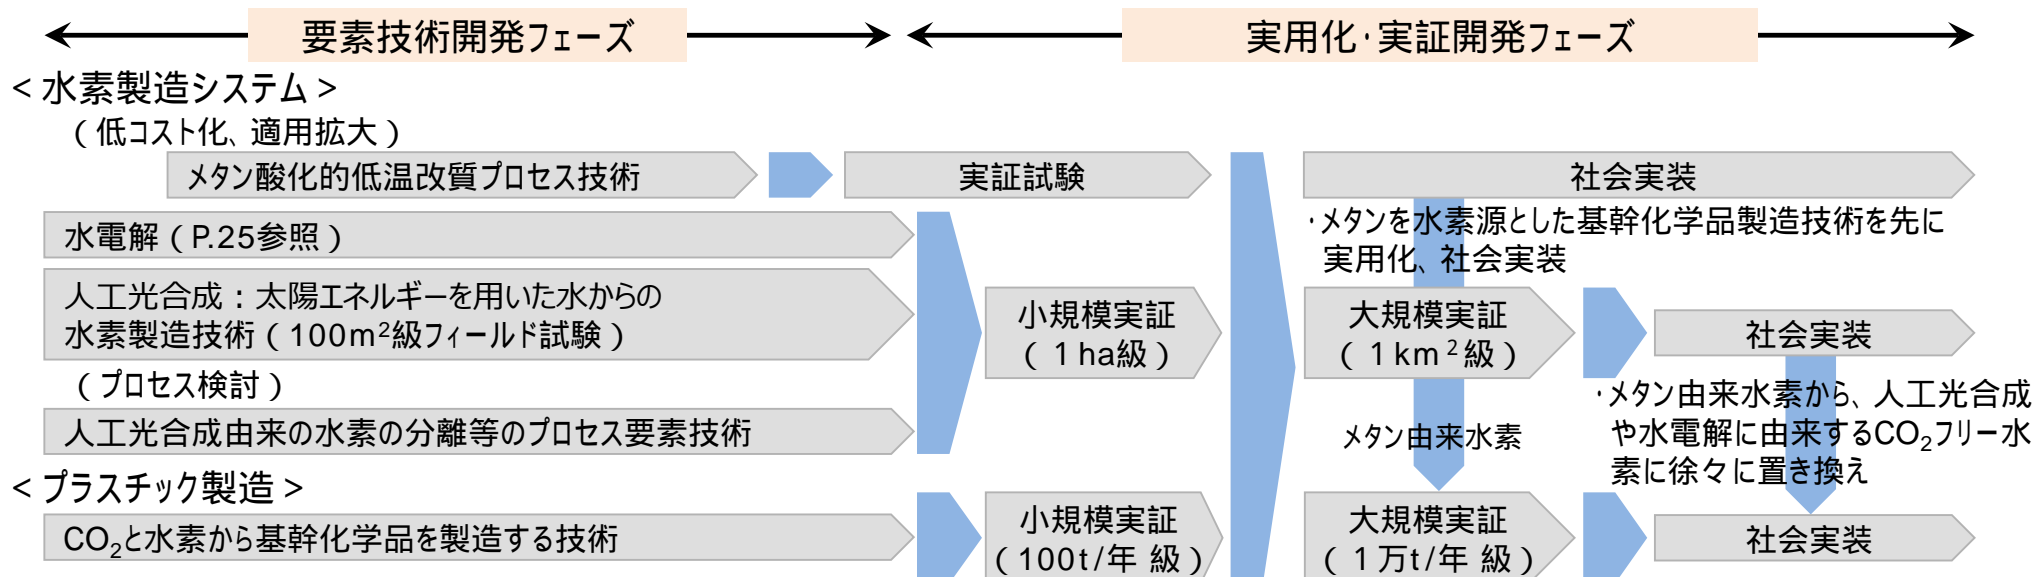 要素技術開発フェーズ
実用化・実証開発フェーズ
＜水素製造システム＞
（低コスト化、適用拡大）
メタン酸化的低温改質プロセス技術
実証試験
社会実装
水電解（P.25参照）
・メタンを水素源とした基幹化学品製造技術を先に
実用化、社会実装
人工光合成：太陽エネルギーを用いた水からの
水素製造技術（100m²級フィールド試験）
小規模実証
（１ha級）
大規模実証
（１km²級）
社会実装
（プロセス検討）
人工光合成由来の水素の分離等のプロセス要素技術
メタン由来水素
・メタン由来水素から、人工光合成
や水電解に由来するCO₂フリー水
素に徐々に置き換え
＜プラスチック製造＞
CO₂と水素から基幹化学品を製造する技術
小規模実証
（100t/年 級）
大規模実証
（１万t/年 級）
社会実装